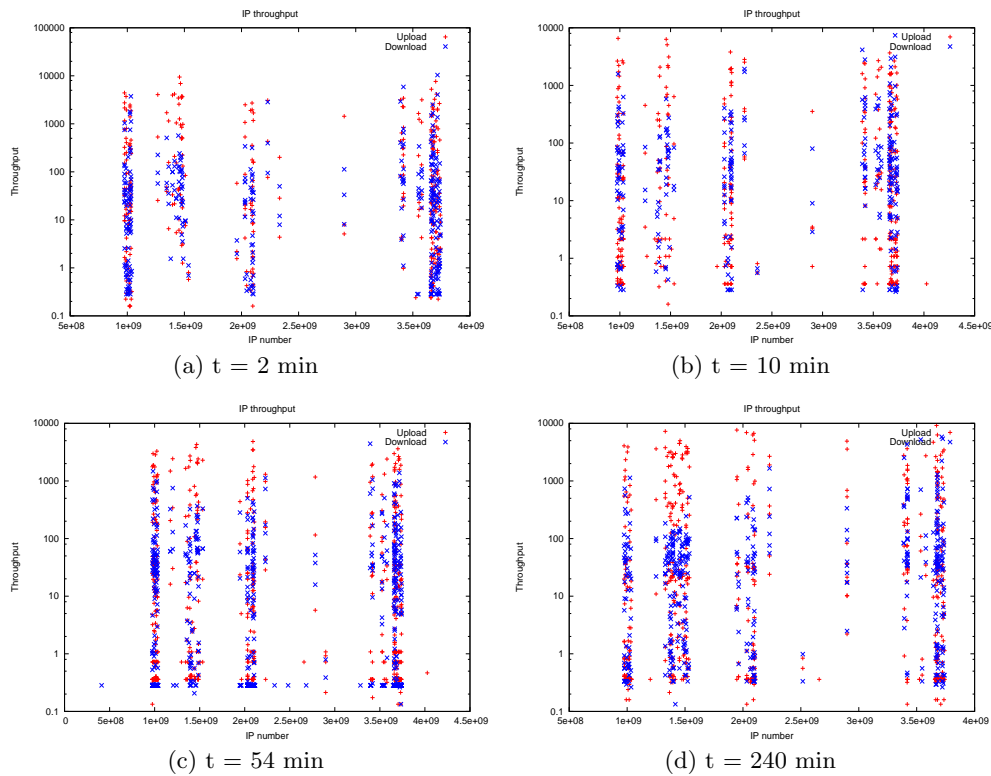 IP throughput
Upload
Download
Throughput
100000
10000
1000
100
10
1
0.1
5e+08 1e+09 1.5e+09 2e+09 2.5e+09 3e+09 3.5e+09 4e+09
IP number
(a) t = 2 min
IP throughput
Upload
Download
Throughput
10000
1000
100
10
1
0.1
5e+08 1e+09 1.5e+09 2e+09 2.5e+09 3e+09 3.5e+09 4e+09 4.5e+09
IP number
(b) t = 10 min
IP throughput
Upload
Download
Throughput
10000
1000
100
10
1
0.1
0 5e+08 1e+09 1.5e+09 2e+09 2.5e+09 3e+09 3.5e+09 4e+09 4.5e+09
IP number
(c) t = 54 min
IP throughput
Upload
Download
Throughput
10000
1000
100
10
1
0.1
5e+08 1e+09 1.5e+09 2e+09 2.5e+09 3e+09 3.5e+09 4e+09
IP number
(d) t = 240 min